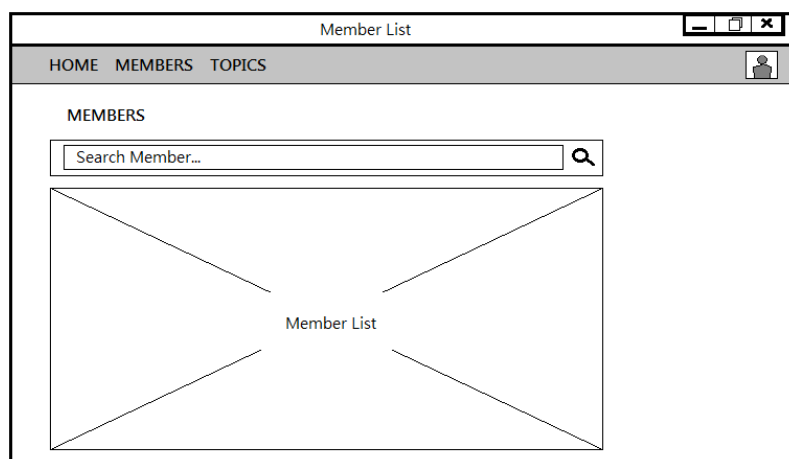 Member List
HOME MEMBERS TOPICS
MEMBERS
Search Member...
Member List